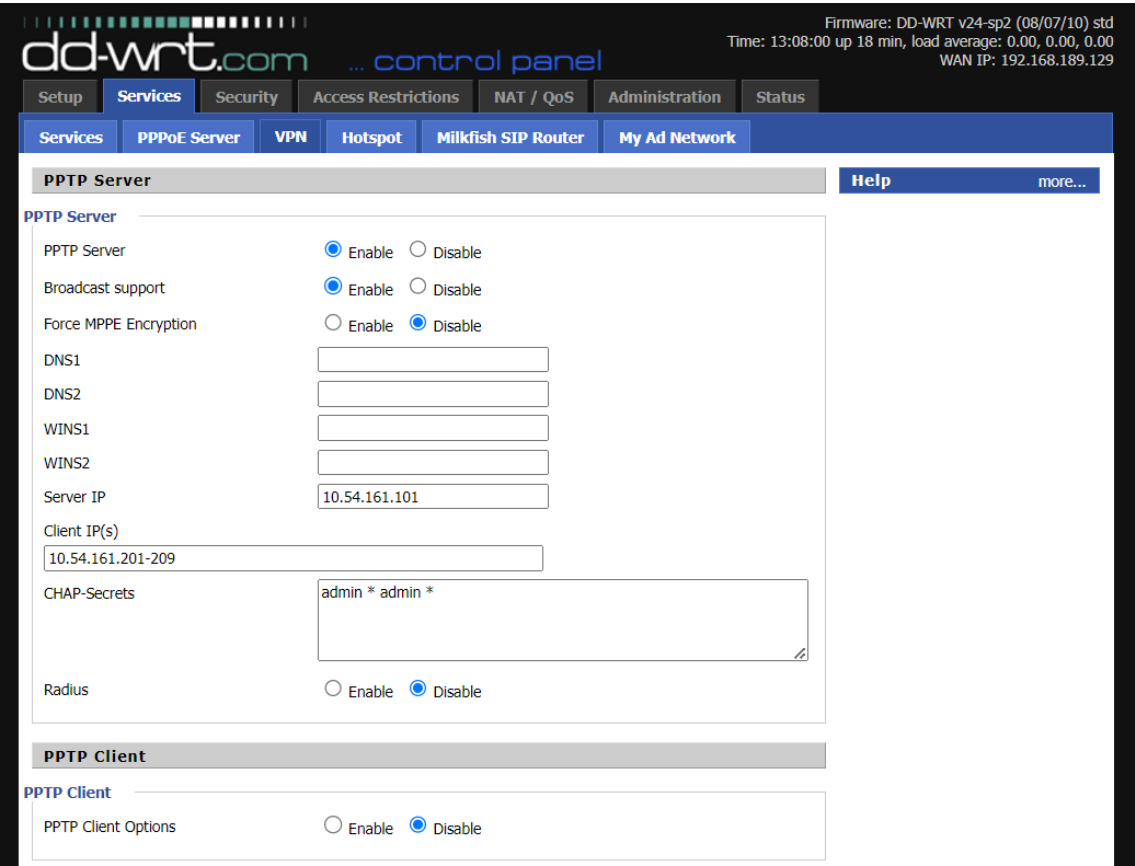 Firmware: DD-WRT v24-sp2 (08/07/10) std
Time: 13:08:00 up 18 min, load average: 0.00, 0.00, 0.00
WAN IP: 192.168.189.129
dd-wrt.com ... control panel
Setup Services Security Access Restrictions NAT / QoS Administration Status
Services PPPoE Server VPN Hotspot Milkfish SIP Router My Ad Network
PPTP Server
Help more...
PPTP Server
PPTP Server Enable Disable
Broadcast support Enable Disable
Force MPPE Encryption Enable Disable
DNS1
DNS2
WINS1
WINS2
Server IP 10.54.161.101
Client IP(s)
10.54.161.201-209
CHAP-Secrets admin * admin *
Radius Enable Disable
PPTP Client
PPTP Client
PPTP Client Options Enable Disable